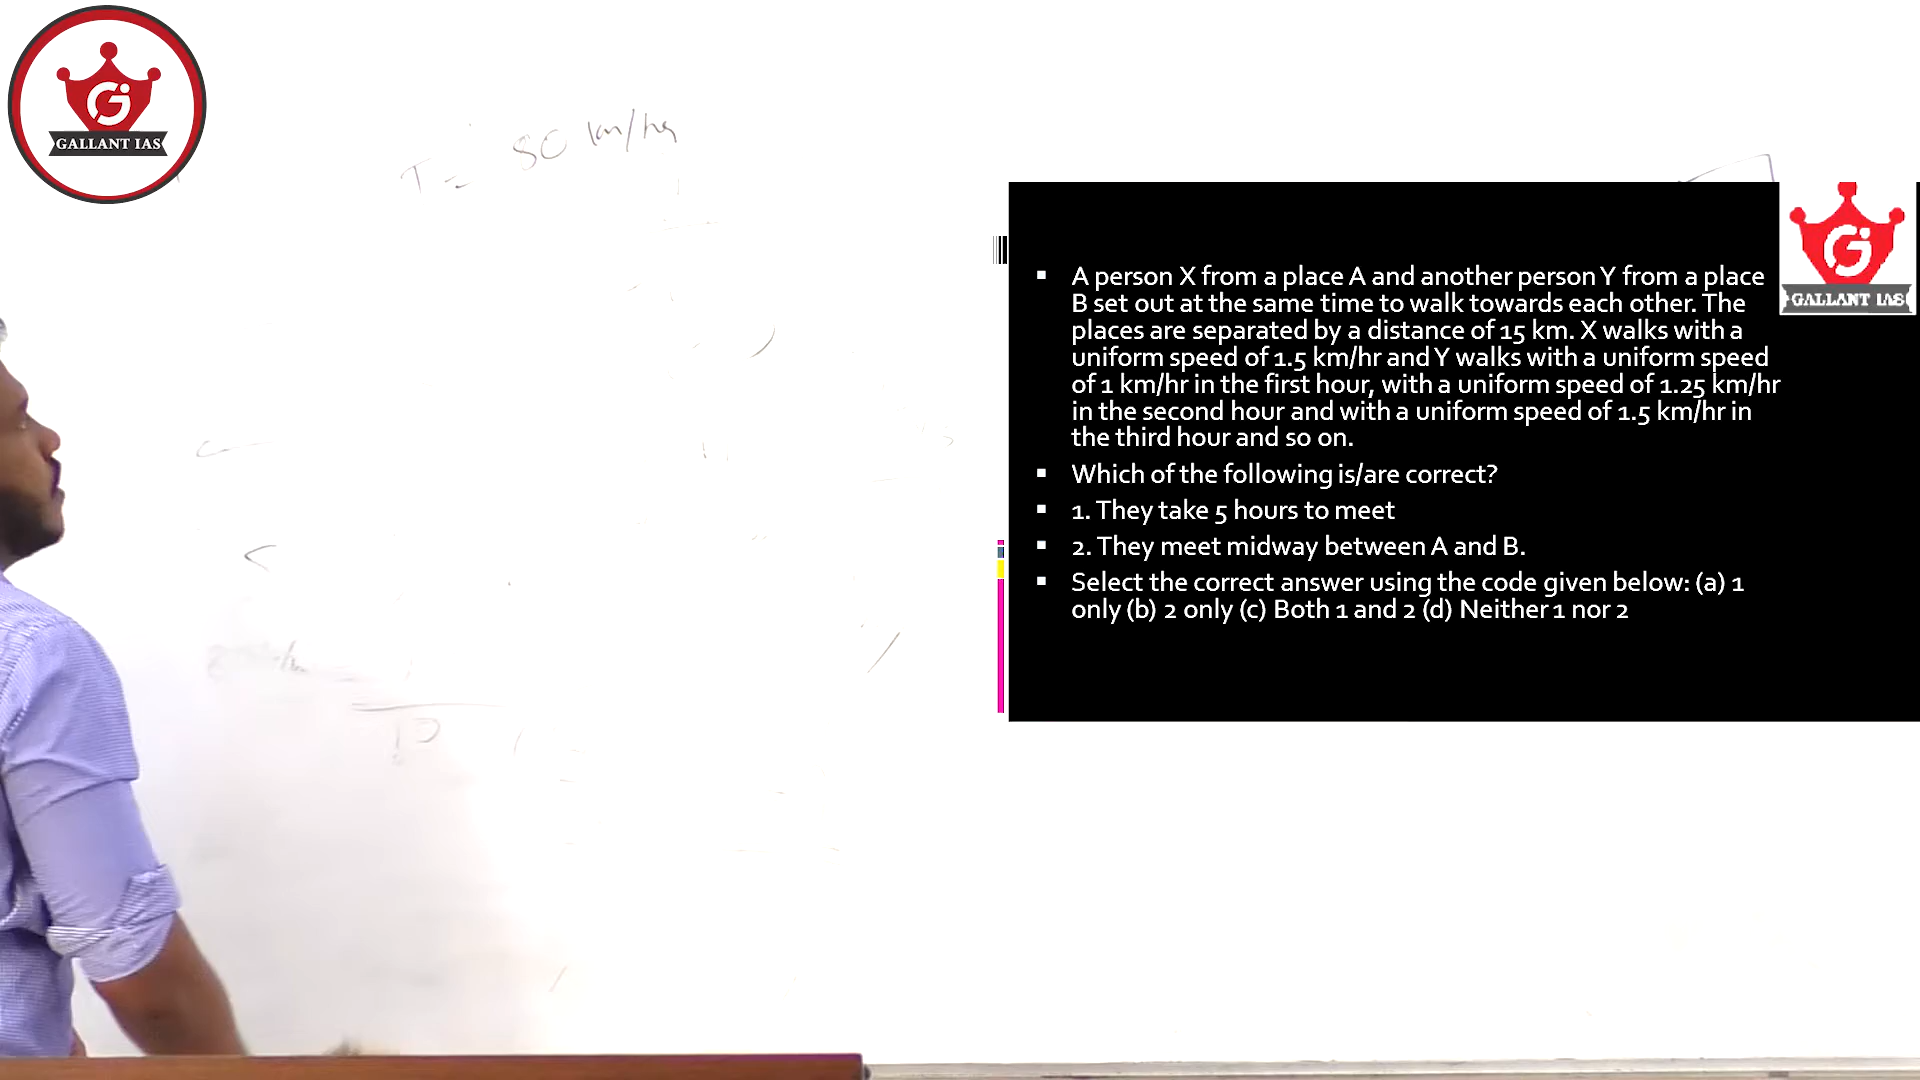 GALLANT IAS
T = 80 km/hr
GALLANT IAS
A person X from a place A and another person Y from a place
B set out at the same time to walk towards each other. The
places are separated by a distance of 15 km. X walks with a
uniform speed of 1.5 km/hr and Y walks with a uniform speed
of 1 km/hr in the first hour, with a uniform speed of 1.25 km/hr
in the second hour and with a uniform speed of 1.5 km/hr in
the third hour and so on.
Which of the following is/are correct?
1. They take 5 hours to meet
2. They meet midway between A and B.
Select the correct answer using the code given below: (a) 1
only (b) 2 only (c) Both 1 and 2 (d) Neither 1 nor 2